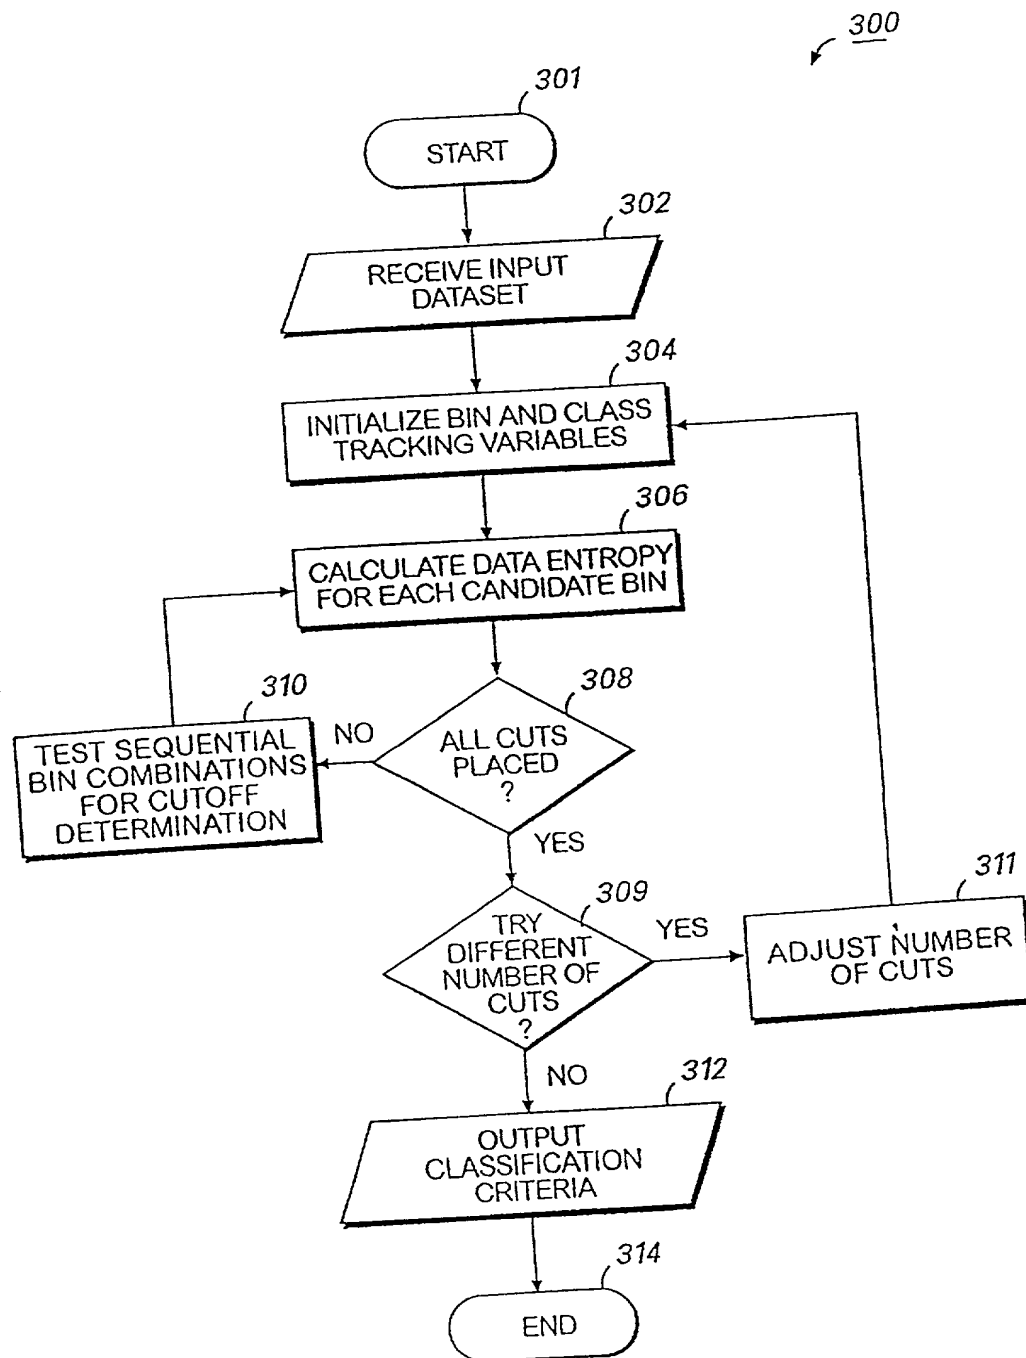 300
301
START
302
RECEIVE INPUT
DATASET
304
INITIALIZE BIN AND CLASS
TRACKING VARIABLES
306
CALCULATE DATA ENTROPY
FOR EACH CANDIDATE BIN
308
ALL CUTS
PLACED
?
NO
310
TEST SEQUENTIAL
BIN COMBINATIONS
FOR CUTOFF
DETERMINATION
YES
309
TRY
DIFFERENT
NUMBER OF
CUTS
?
YES
311
ADJUST NUMBER
OF CUTS
NO
312
OUTPUT
CLASSIFICATION
CRITERIA
314
END